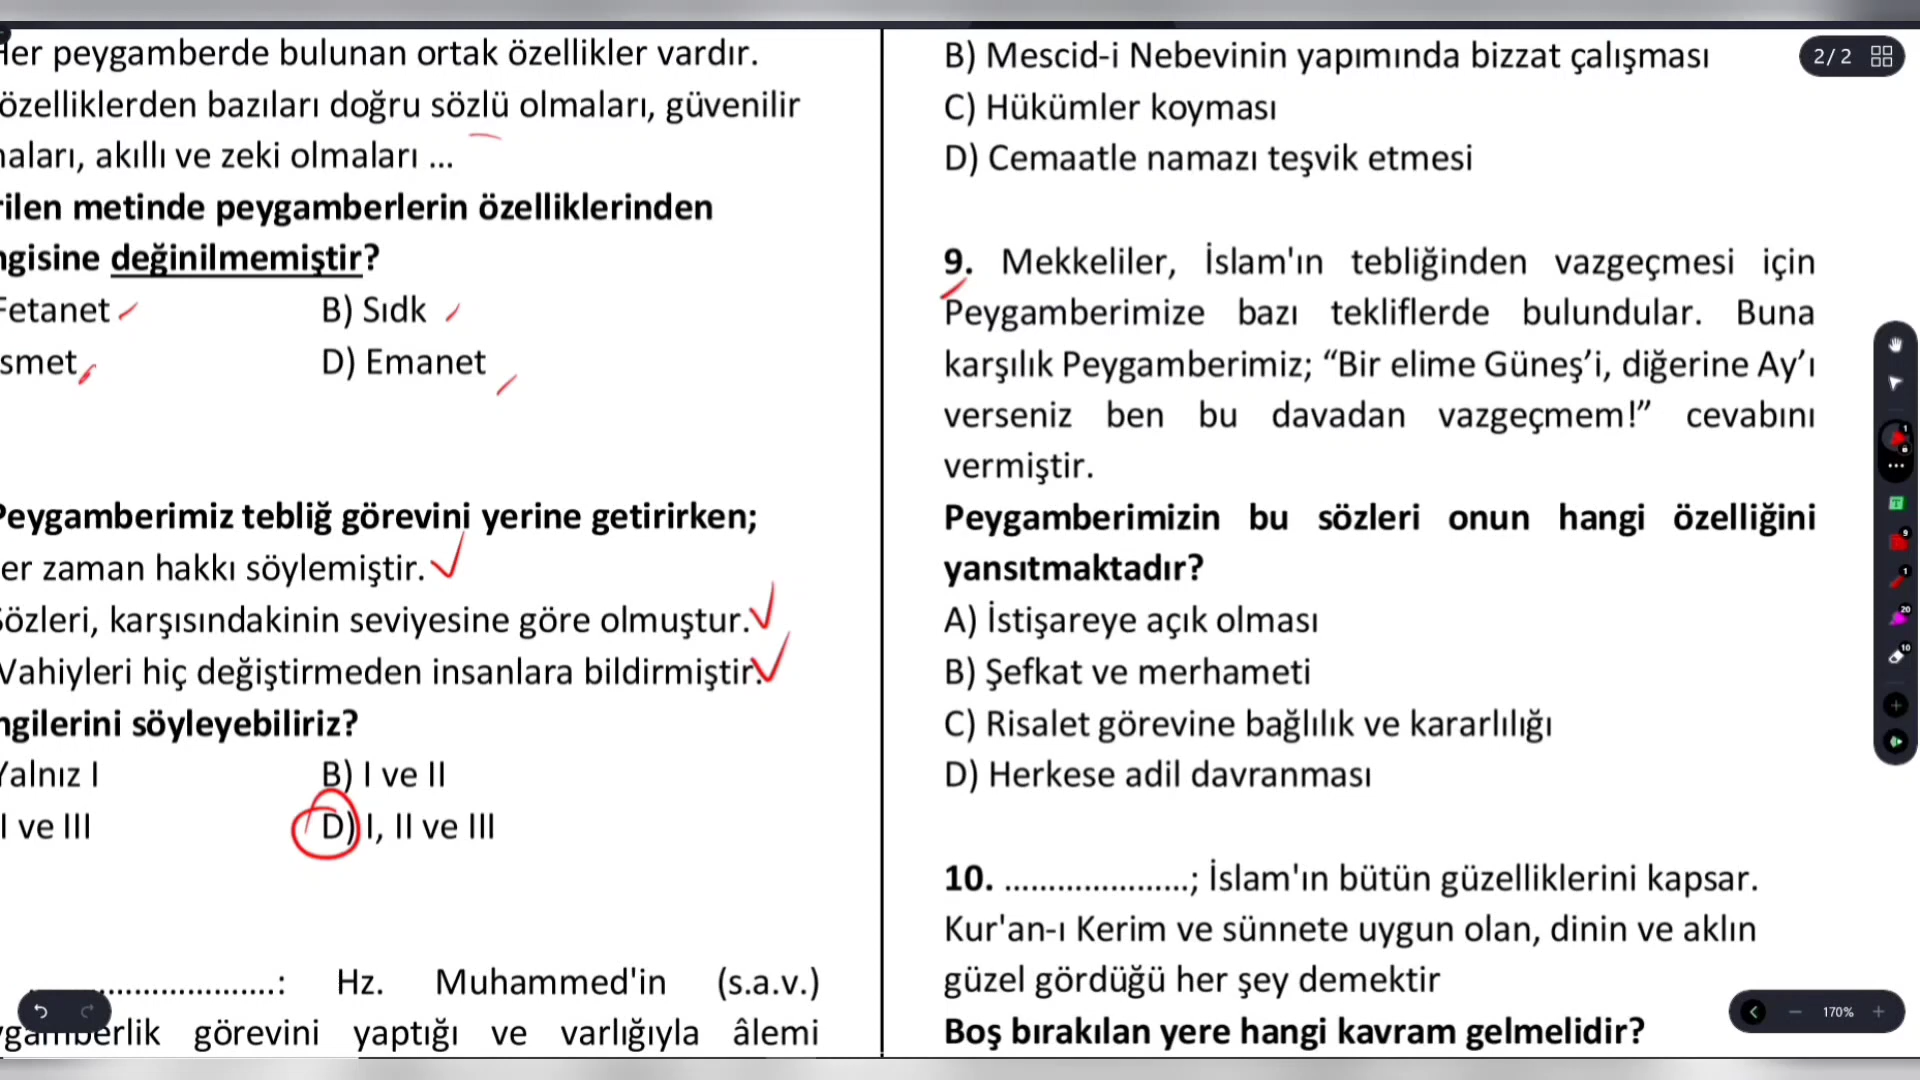 Her peygamberde bulunan ortak özellikler vardır.
özelliklerden bazıları doğru sözlü olmaları, güvenilir
akıllı ve zeki olmaları ...
metinde peygamberlerin özelliklerinden
değinilmemiştir?
Fetanet
B) Sıdk
D) Emanet
Peygamberimiz tebliğ görevini yerine getirirken;
zaman hakkı söylemiştir.
Sözleri, karşısındakinin seviyesine göre olmuştur.
Vahiyleri hiç değiştirmeden insanlara bildirmiştir.
söyleyebiliriz?
Yalnız I
B) I ve II
I ve III
D) I, II ve III
......................: Hz. Muhammed'in (s.a.v.)
görevini yaptığı ve varlığıyla âlemi
B) Mescid-i Nebevinin yapımında bizzat çalışması
C) Hükümler koyması
D) Cemaatle namazı teşvik etmesi
9. Mekkeliler, İslam'ın tebliğinden vazgeçmesi için
Peygamberimize bazı tekliflerde bulundular. Buna
karşılık Peygamberimiz; “Bir elime Güneş’i, diğerine Ay’ı
verseniz ben bu davadan vazgeçmem!” cevabını
vermiştir.
Peygamberimizin bu sözleri onun hangi özelliğini
yansıtmaktadır?
A) İstişareye açık olması
B) Şefkat ve merhameti
C) Risalet görevine bağlılık ve kararlılığı
D) Herkese adil davranması
10. .....................; İslam'ın bütün güzelliklerini kapsar.
Kur'an-ı Kerim ve sünnete uygun olan, dinin ve aklın
güzel gördüğü her şey demektir
Boş bırakılan yere hangi kavram gelmelidir?
2/2
170%